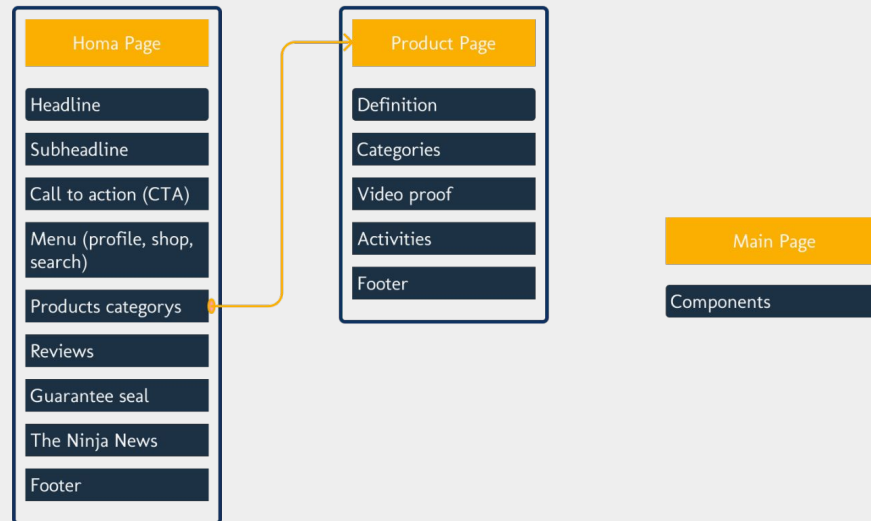 Homa Page
Headline
Subheadline
Call to action (CTA)
Menu (profile, shop,
search)
Products categorys
Reviews
Guarantee seal
The Ninja News
Footer
Product Page
Definition
Categories
Video proof
Activities
Footer
Main Page
Components